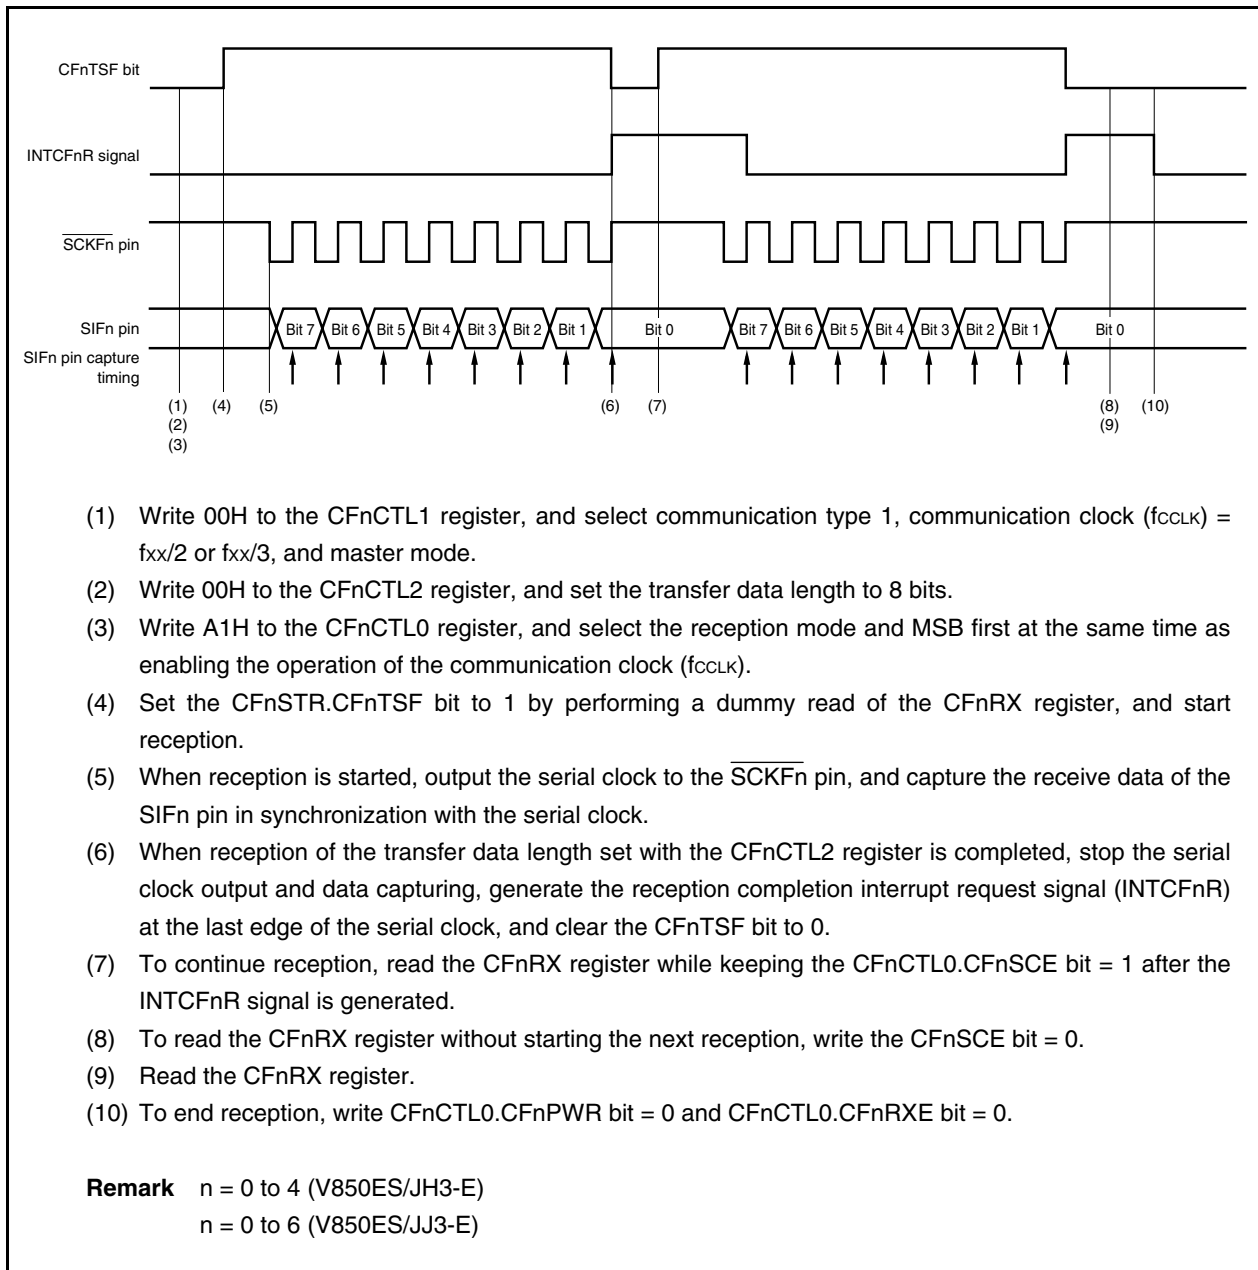 CFnTSF bit
INTCFnR signal
SCKFn pin
SIFn pin
Bit 7 Bit 6 Bit 5 Bit 4 Bit 3 Bit 2 Bit 1 Bit 0 Bit 7 Bit 6 Bit 5 Bit 4 Bit 3 Bit 2 Bit 1 Bit 0
SIFn pin capture
timing
(1) (4) (5) (6) (7) (8) (10)
(2) (9)
(3)
(1) Write 00H to the CFnCTL1 register, and select communication type 1, communication clock (fCCLK) =
fxx/2 or fxx/3, and master mode.
(2) Write 00H to the CFnCTL2 register, and set the transfer data length to 8 bits.
(3) Write A1H to the CFnCTL0 register, and select the reception mode and MSB first at the same time as
enabling the operation of the communication clock (fCCLK).
(4) Set the CFnSTR.CFnTSF bit to 1 by performing a dummy read of the CFnRX register, and start
reception.
(5) When reception is started, output the serial clock to the SCKFn pin, and capture the receive data of the
SIFn pin in synchronization with the serial clock.
(6) When reception of the transfer data length set with the CFnCTL2 register is completed, stop the serial
clock output and data capturing, generate the reception completion interrupt request signal (INTCFnR)
at the last edge of the serial clock, and clear the CFnTSF bit to 0.
(7) To continue reception, read the CFnRX register while keeping the CFnCTL0.CFnSCE bit = 1 after the
INTCFnR signal is generated.
(8) To read the CFnRX register without starting the next reception, write the CFnSCE bit = 0.
(9) Read the CFnRX register.
(10) To end reception, write CFnCTL0.CFnPWR bit = 0 and CFnCTL0.CFnRXE bit = 0.
Remark n = 0 to 4 (V850ES/JH3-E)
n = 0 to 6 (V850ES/JJ3-E)